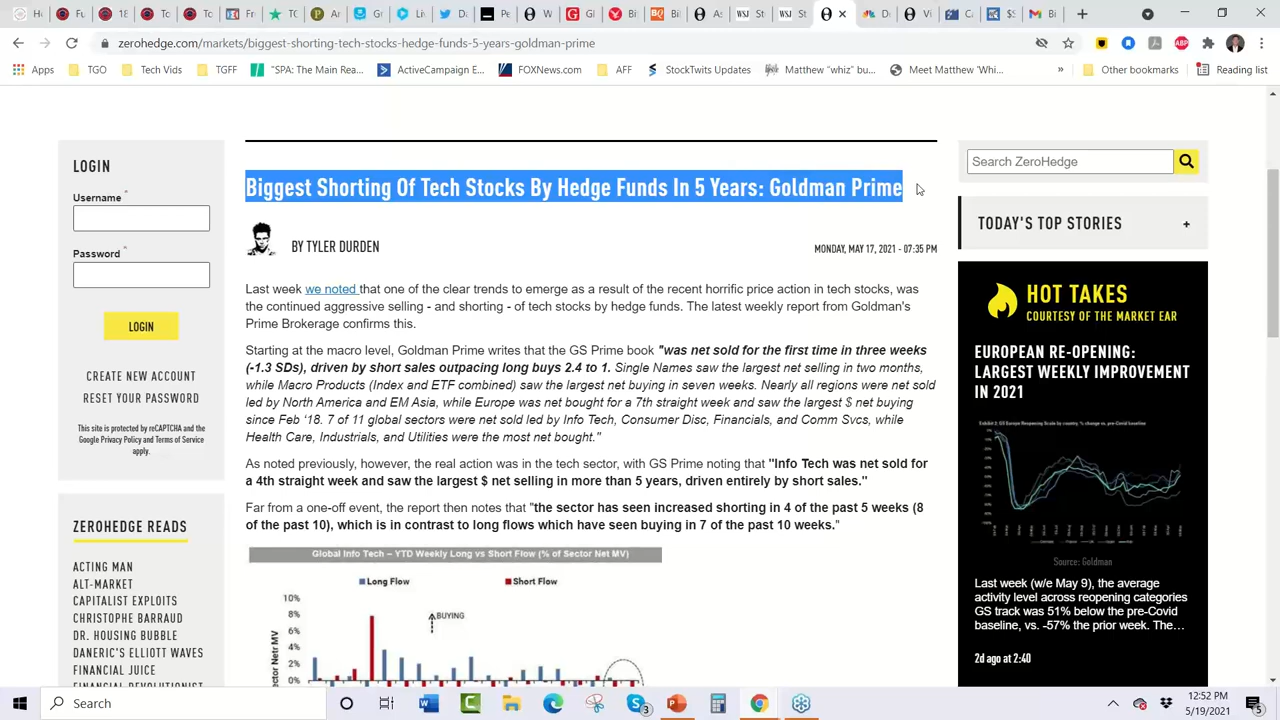 zerohedge.com/markets/biggest-shorting-tech-stocks-hedge-funds-5-years-goldman-prime
ABP
Apps
TGO
Tech Vids
TGFF
"SPA: The Main Rea...
ActiveCampaign E...
FOXNews.com
AFF
StockTwits Updates
Matthew "whiz" bu...
Meet Matthew 'Whi...
»
Other bookmarks
Reading list
LOGIN
Username *
Password *
LOGIN
CREATE NEW ACCOUNT
RESET YOUR PASSWORD
This site is protected by reCAPTCHA and the
Google Privacy Policy and Terms of Service
apply.
ZEROHEDGE READS
ACTING MAN
ALT-MARKET
CAPITALIST EXPLOITS
CHRISTOPHE BARRAUD
DR. HOUSING BUBBLE
DANERIC'S ELLIOTT WAVES
FINANCIAL JUICE
FINANCIAL REVOLUTIONIST
Biggest Shorting Of Tech Stocks By Hedge Funds In 5 Years: Goldman Prime
BY TYLER DURDEN
MONDAY, MAY 17, 2021 - 07:35 PM
Last week we noted that one of the clear trends to emerge as a result of the recent horrific price action in tech stocks, was
the continued aggressive selling - and shorting - of tech stocks by hedge funds. The latest weekly report from Goldman's
Prime Brokerage confirms this.
Starting at the macro level, Goldman Prime writes that the GS Prime book "was net sold for the first time in three weeks
(-1.3 SDs), driven by short sales outpacing long buys 2.4 to 1. Single Names saw the largest net selling in two months,
while Macro Products (Index and ETF combined) saw the largest net buying in seven weeks. Nearly all regions were net sold
led by North America and EM Asia, while Europe was net bought for a 7th straight week and saw the largest $ net buying
since Feb '18. 7 of 11 global sectors were net sold led by Info Tech, Consumer Disc, Financials, and Comm Svcs, while
Health Care, Industrials, and Utilities were the most net bought."
As noted previously, however, the real action was in the tech sector, with GS Prime noting that "Info Tech was net sold for
a 4th straight week and saw the largest $ net selling in more than 5 years, driven entirely by short sales."
Far from a one-off event, the report then notes that "the sector has seen increased shorting in 4 of the past 5 weeks (8
of the past 10), which is in contrast to long flows which have seen buying in 7 of the past 10 weeks."
Global Info Tech – YTD Weekly Long vs Short Flow (% of Sector Net MV)
Long Flow
Short Flow
10%
8%
6%
4%
2%
0%
BUYING
Search ZeroHedge
TODAY'S TOP STORIES +
HOT TAKES
COURTESY OF THE MARKET EAR
EUROPEAN RE-OPENING:
LARGEST WEEKLY IMPROVEMENT
IN 2021
Exhibit 2: GS Europe Reopening Scale by country, % change vs. pre-Covid baseline
Source: Goldman
Last week (w/e May 9), the average
activity level across reopening categories
GS track was 51% below the pre-Covid
baseline, vs. -57% the prior week. The…
2d ago at 2:40
Search
3
12:52 PM
5/19/2021
5